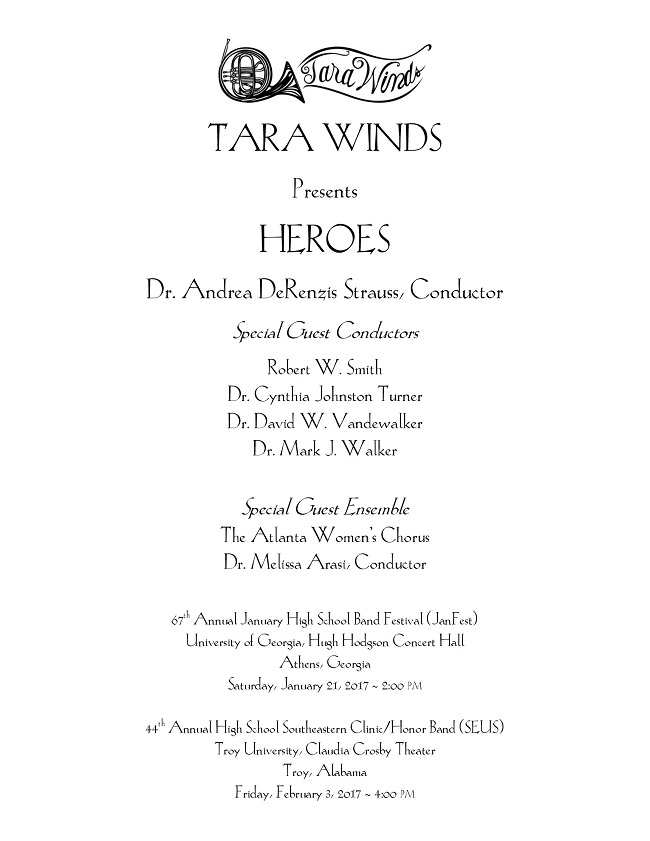 Tara Winds
TARA WINDS
Presents
HEROES
Dr. Andrea DeRenzis Strauss, Conductor
Special Guest Conductors
Robert W. Smith
Dr. Cynthia Johnston Turner
Dr. David W. Vandewalker
Dr. Mark J. Walker
Special Guest Ensemble
The Atlanta Women's Chorus
Dr. Melissa Arasi, Conductor
67th Annual January High School Band Festival (JanFest)
University of Georgia, Hugh Hodgson Concert Hall
Athens, Georgia
Saturday, January 21, 2017 ~ 2:00 PM
44th Annual High School Southeastern Clinic/Honor Band (SEUS)
Troy University, Claudia Crosby Theater
Troy, Alabama
Friday, February 3, 2017 ~ 4:00 PM